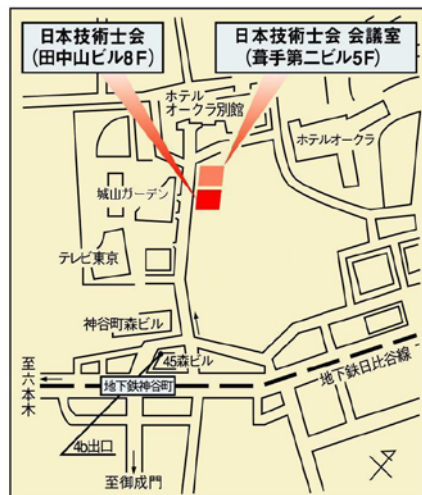 日本技術士会
(田中山ビル8F)
日本技術士会 会議室
(葺手第二ビル5F)
ホテル
オークラ別館
ホテルオークラ
城山ガーデン
テレビ東京
神谷町森ビル
45森ビル
至六本木
地下鉄神谷町
地下鉄日比谷線
4b出口
至御成門